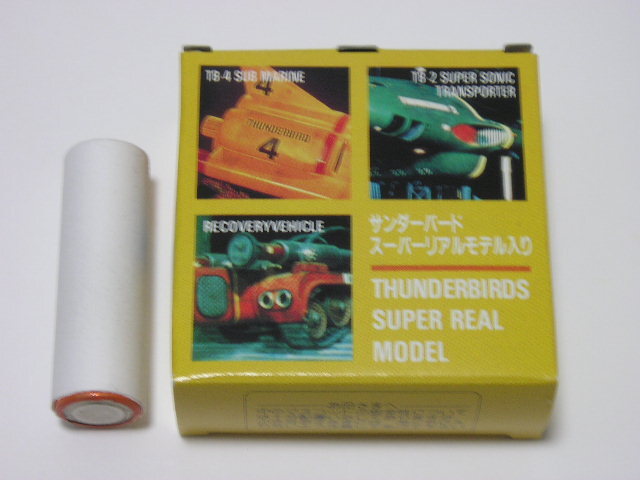 TB-4 SUB MARINE
4
THUNDERBIRD
4
TB-2 SUPER SONIC
TRANSPORTER
RECOVERYVEHICLE
サンダーバード
スーパーリアルモデル入り
THUNDERBIRDS
SUPER REAL
MODEL